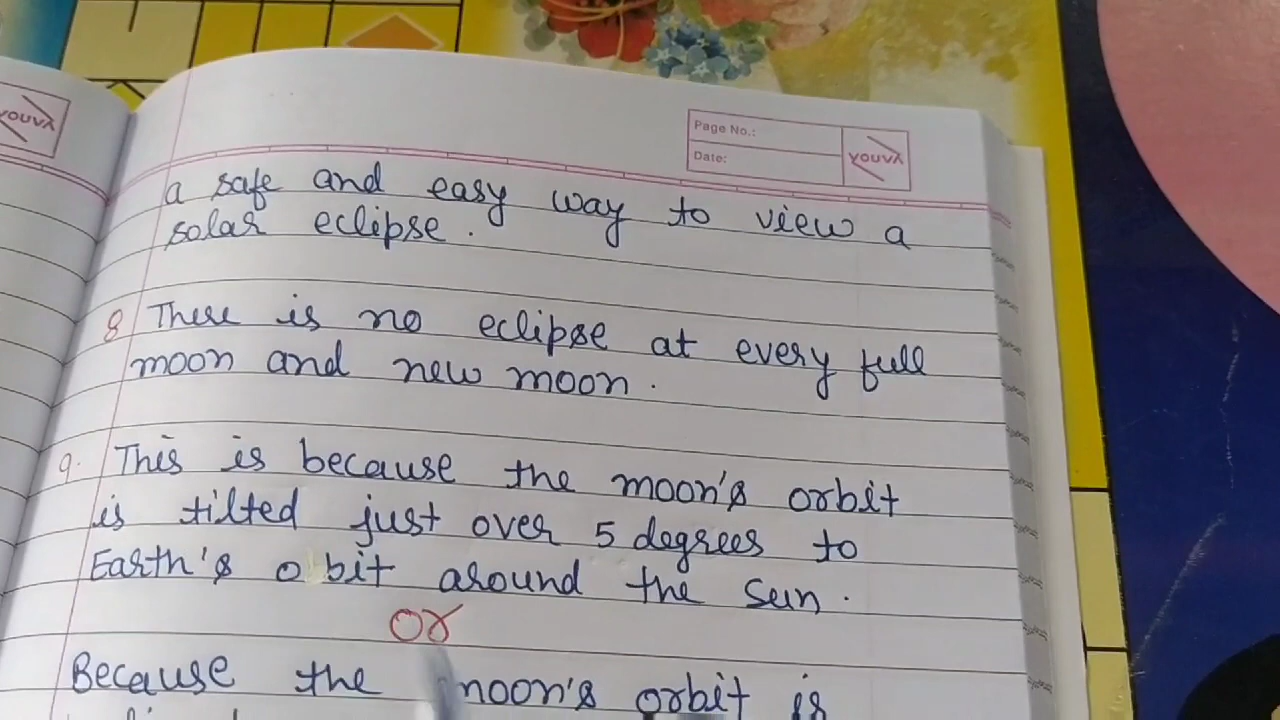 YOUVA
Page No.:
Date:
YOUVA
a safe and easy way to view a
solar eclipse.
8 There is no eclipse at every full
moon and new moon.
9. This is because the moon's orbit
is tilted just over 5 degrees to
Earth's o bit around the sun.
or
Because the moon's orbit is